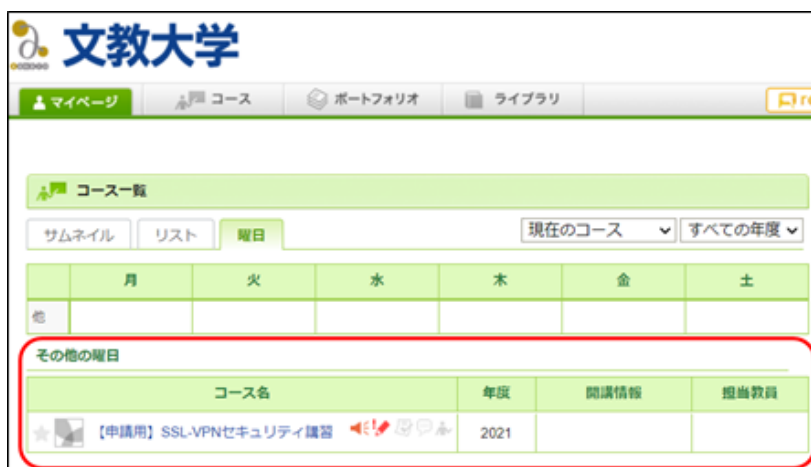 文教大学
マイページ コース ポートフォリオ ライブラリ re
コース一覧
サムネイル リスト 曜日 現在のコース すべての年度
月 火 水 木 金 土
他
その他の曜日
コース名 年度 開講情報 担当教員
【申請用】SSL-VPNセキュリティ講習 2021